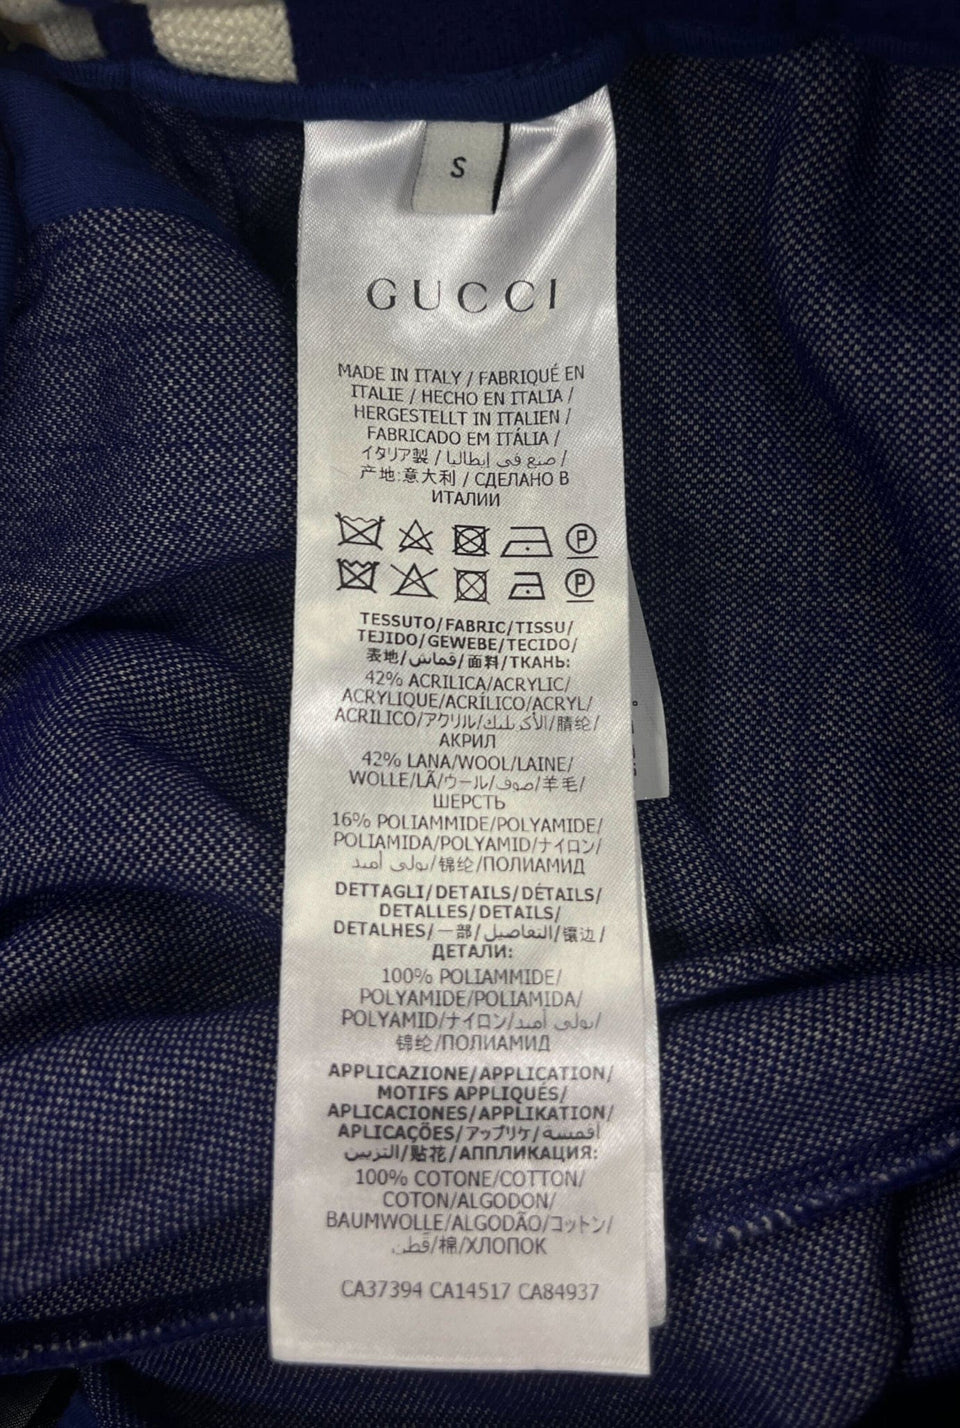 S
GUCCI
MADE IN ITALY / FABRIQUÉ EN
ITALIE / HECHO EN ITALIA /
HERGESTELLT IN ITALIEN /
FABRICADO EM ITÁLIA /
イタリア製 / صنع في إيطاليا /
产地:意大利 / СДЕЛАНО В
ИТАЛИИ
TESSUTO/FABRIC/TISSU/
TEJIDO/GEWEBE/TECIDO/
表地/قماش/面料/ТКАНЬ:
42% ACRILICA/ACRYLIC/
ACRYLIQUE/ACRÍLICO/ACRYL/
ACRILICO/アクリル/الأكريليك/腈纶/
АКРИЛ
42% LANA/WOOL/LAINE/
WOLLE/LÃ/ウール/صوف/羊毛/
ШЕРСТЬ
16% POLIAMMIDE/POLYAMIDE/
POLIAMIDA/POLYAMID/ナイロン/
بولي أميد/锦纶/ПОЛИАМИД
DETTAGLI/DETAILS/DÉTAILS/
DETALLES/DETAILS/
DETALHES/一部/التفاصيل/镶边/
ДЕТАЛИ:
100% POLIAMMIDE/
POLYAMIDE/POLIAMIDA/
POLYAMID/ナイロン/بولي أميد/
锦纶/ПОЛИАМИД
APPLICAZIONE/APPLICATION/
MOTIFS APPLIQUÉS/
APLICACIONES/APPLIKATION/
APLICAÇÕES/アップリケ/أقمشة
التزيين/贴花/АППЛИКАЦИЯ:
100% COTONE/COTTON/
COTON/ALGODON/
BAUMWOLLE/ALGODÃO/コットン/
قطن/棉/ХЛОПОК
CA37394 CA14517 CA84937